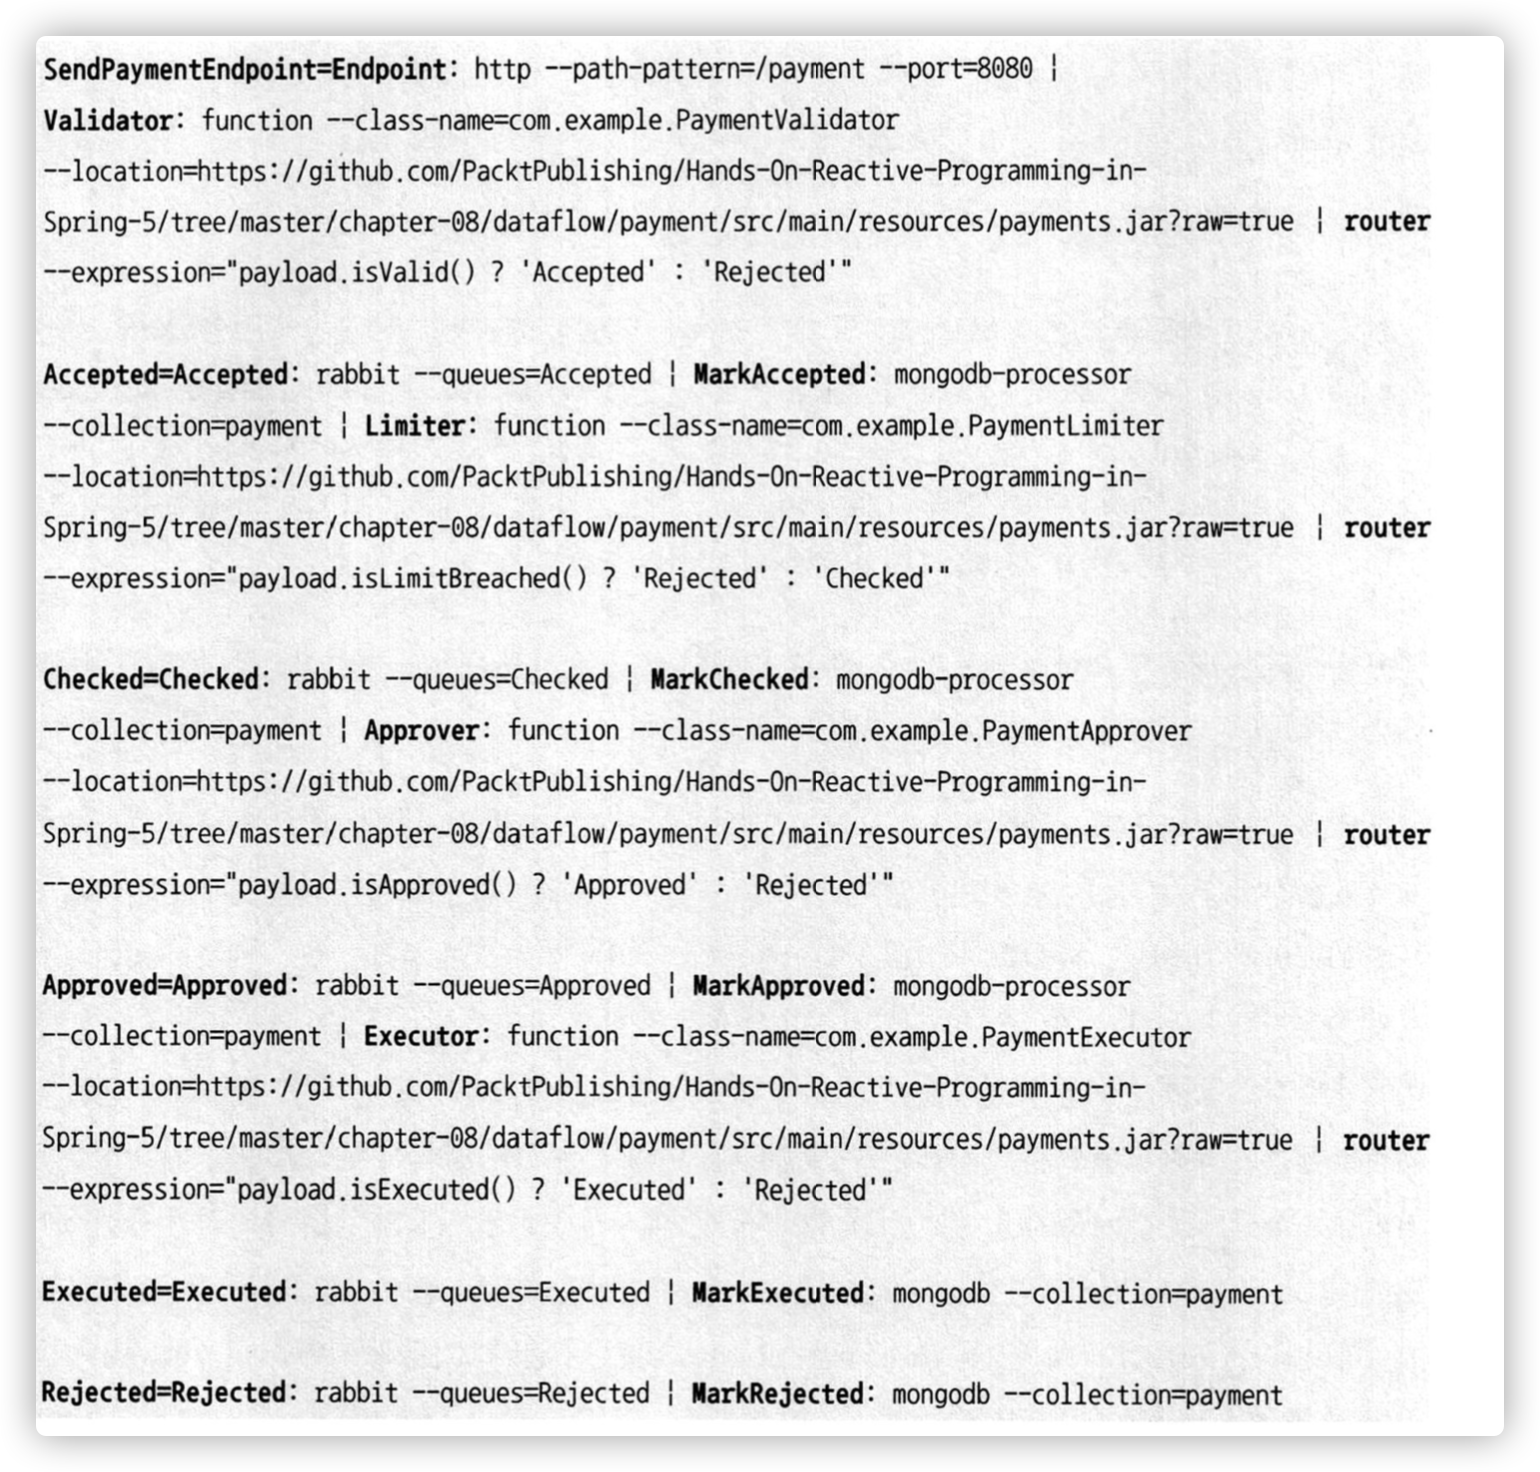 SendPaymentEndpoint=Endpoint: http --path-pattern=/payment --port=8080 ¦
Validator: function --class-name=com.example.PaymentValidator
--location=https://github.com/PacktPublishing/Hands-On-Reactive-Programming-in-
Spring-5/tree/master/chapter-08/dataflow/payment/src/main/resources/payments.jar?raw=true ¦ router
--expression="payload.isValid() ? 'Accepted' : 'Rejected'"
Accepted=Accepted: rabbit --queues=Accepted ¦ MarkAccepted: mongodb-processor
--collection=payment ¦ Limiter: function --class-name=com.example.PaymentLimiter
--location=https://github.com/PacktPublishing/Hands-On-Reactive-Programming-in-
Spring-5/tree/master/chapter-08/dataflow/payment/src/main/resources/payments.jar?raw=true ¦ router
--expression="payload.isLimitBreached() ? 'Rejected' : 'Checked'"
Checked=Checked: rabbit --queues=Checked ¦ MarkChecked: mongodb-processor
--collection=payment ¦ Approver: function --class-name=com.example.PaymentApprover
--location=https://github.com/PacktPublishing/Hands-On-Reactive-Programming-in-
Spring-5/tree/master/chapter-08/dataflow/payment/src/main/resources/payments.jar?raw=true ¦ router
--expression="payload.isApproved() ? 'Approved' : 'Rejected'"
Approved=Approved: rabbit --queues=Approved ¦ MarkApproved: mongodb-processor
--collection=payment ¦ Executor: function --class-name=com.example.PaymentExecutor
--location=https://github.com/PacktPublishing/Hands-On-Reactive-Programming-in-
Spring-5/tree/master/chapter-08/dataflow/payment/src/main/resources/payments.jar?raw=true ¦ router
--expression="payload.isExecuted() ? 'Executed' : 'Rejected'"
Executed=Executed: rabbit --queues=Executed ¦ MarkExecuted: mongodb --collection=payment
Rejected=Rejected: rabbit --queues=Rejected ¦ MarkRejected: mongodb --collection=payment